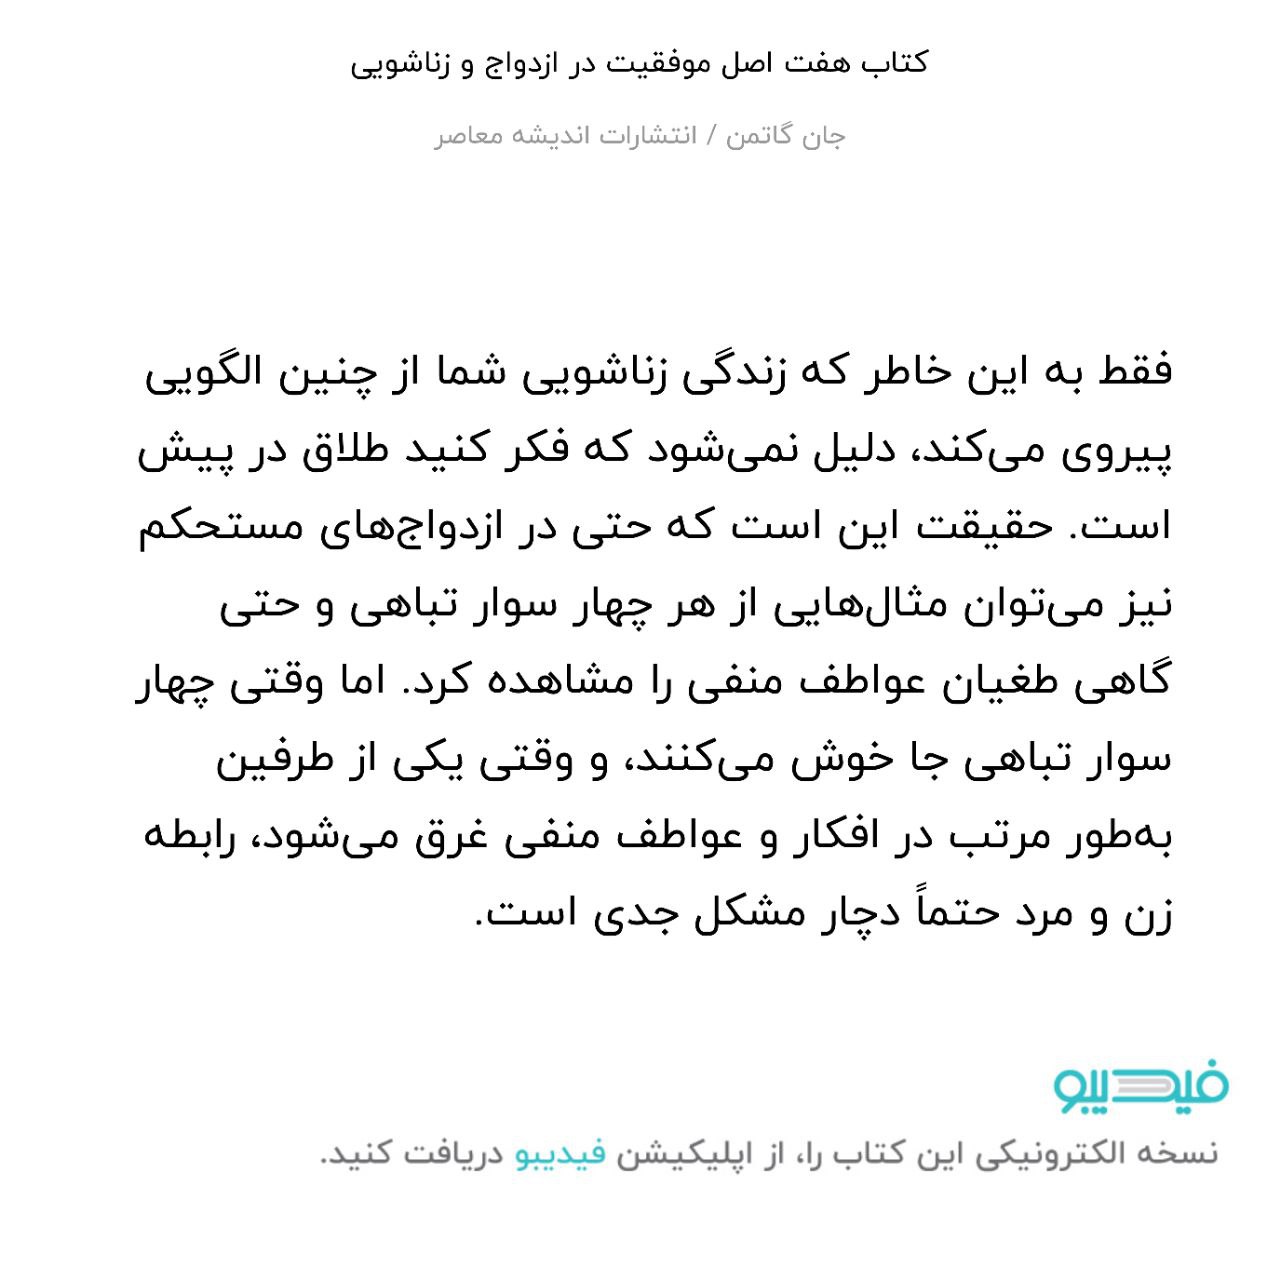 کتاب هفت اصل موفقیت در ازدواج و زناشویی
جان گاتمن / انتشارات اندیشه معاصر
فقط به این خاطر که زندگی زناشویی شما از چنین الگویی
پیروی می‌کند، دلیل نمی‌شود که فکر کنید طلاق در پیش
است. حقیقت این است که حتی در ازدواج‌های مستحکم
نیز می‌توان مثال‌هایی از هر چهار سوار تباهی و حتی
گاهی طغیان عواطف منفی را مشاهده کرد. اما وقتی چهار
سوار تباهی جا خوش می‌کنند، و وقتی یکی از طرفین
به‌طور مرتب در افکار و عواطف منفی غرق می‌شود، رابطه
زن و مرد حتماً دچار مشکل جدی است.
فیدیبو
نسخه الکترونیکی این کتاب را، از اپلیکیشن فیدیبو دریافت کنید.